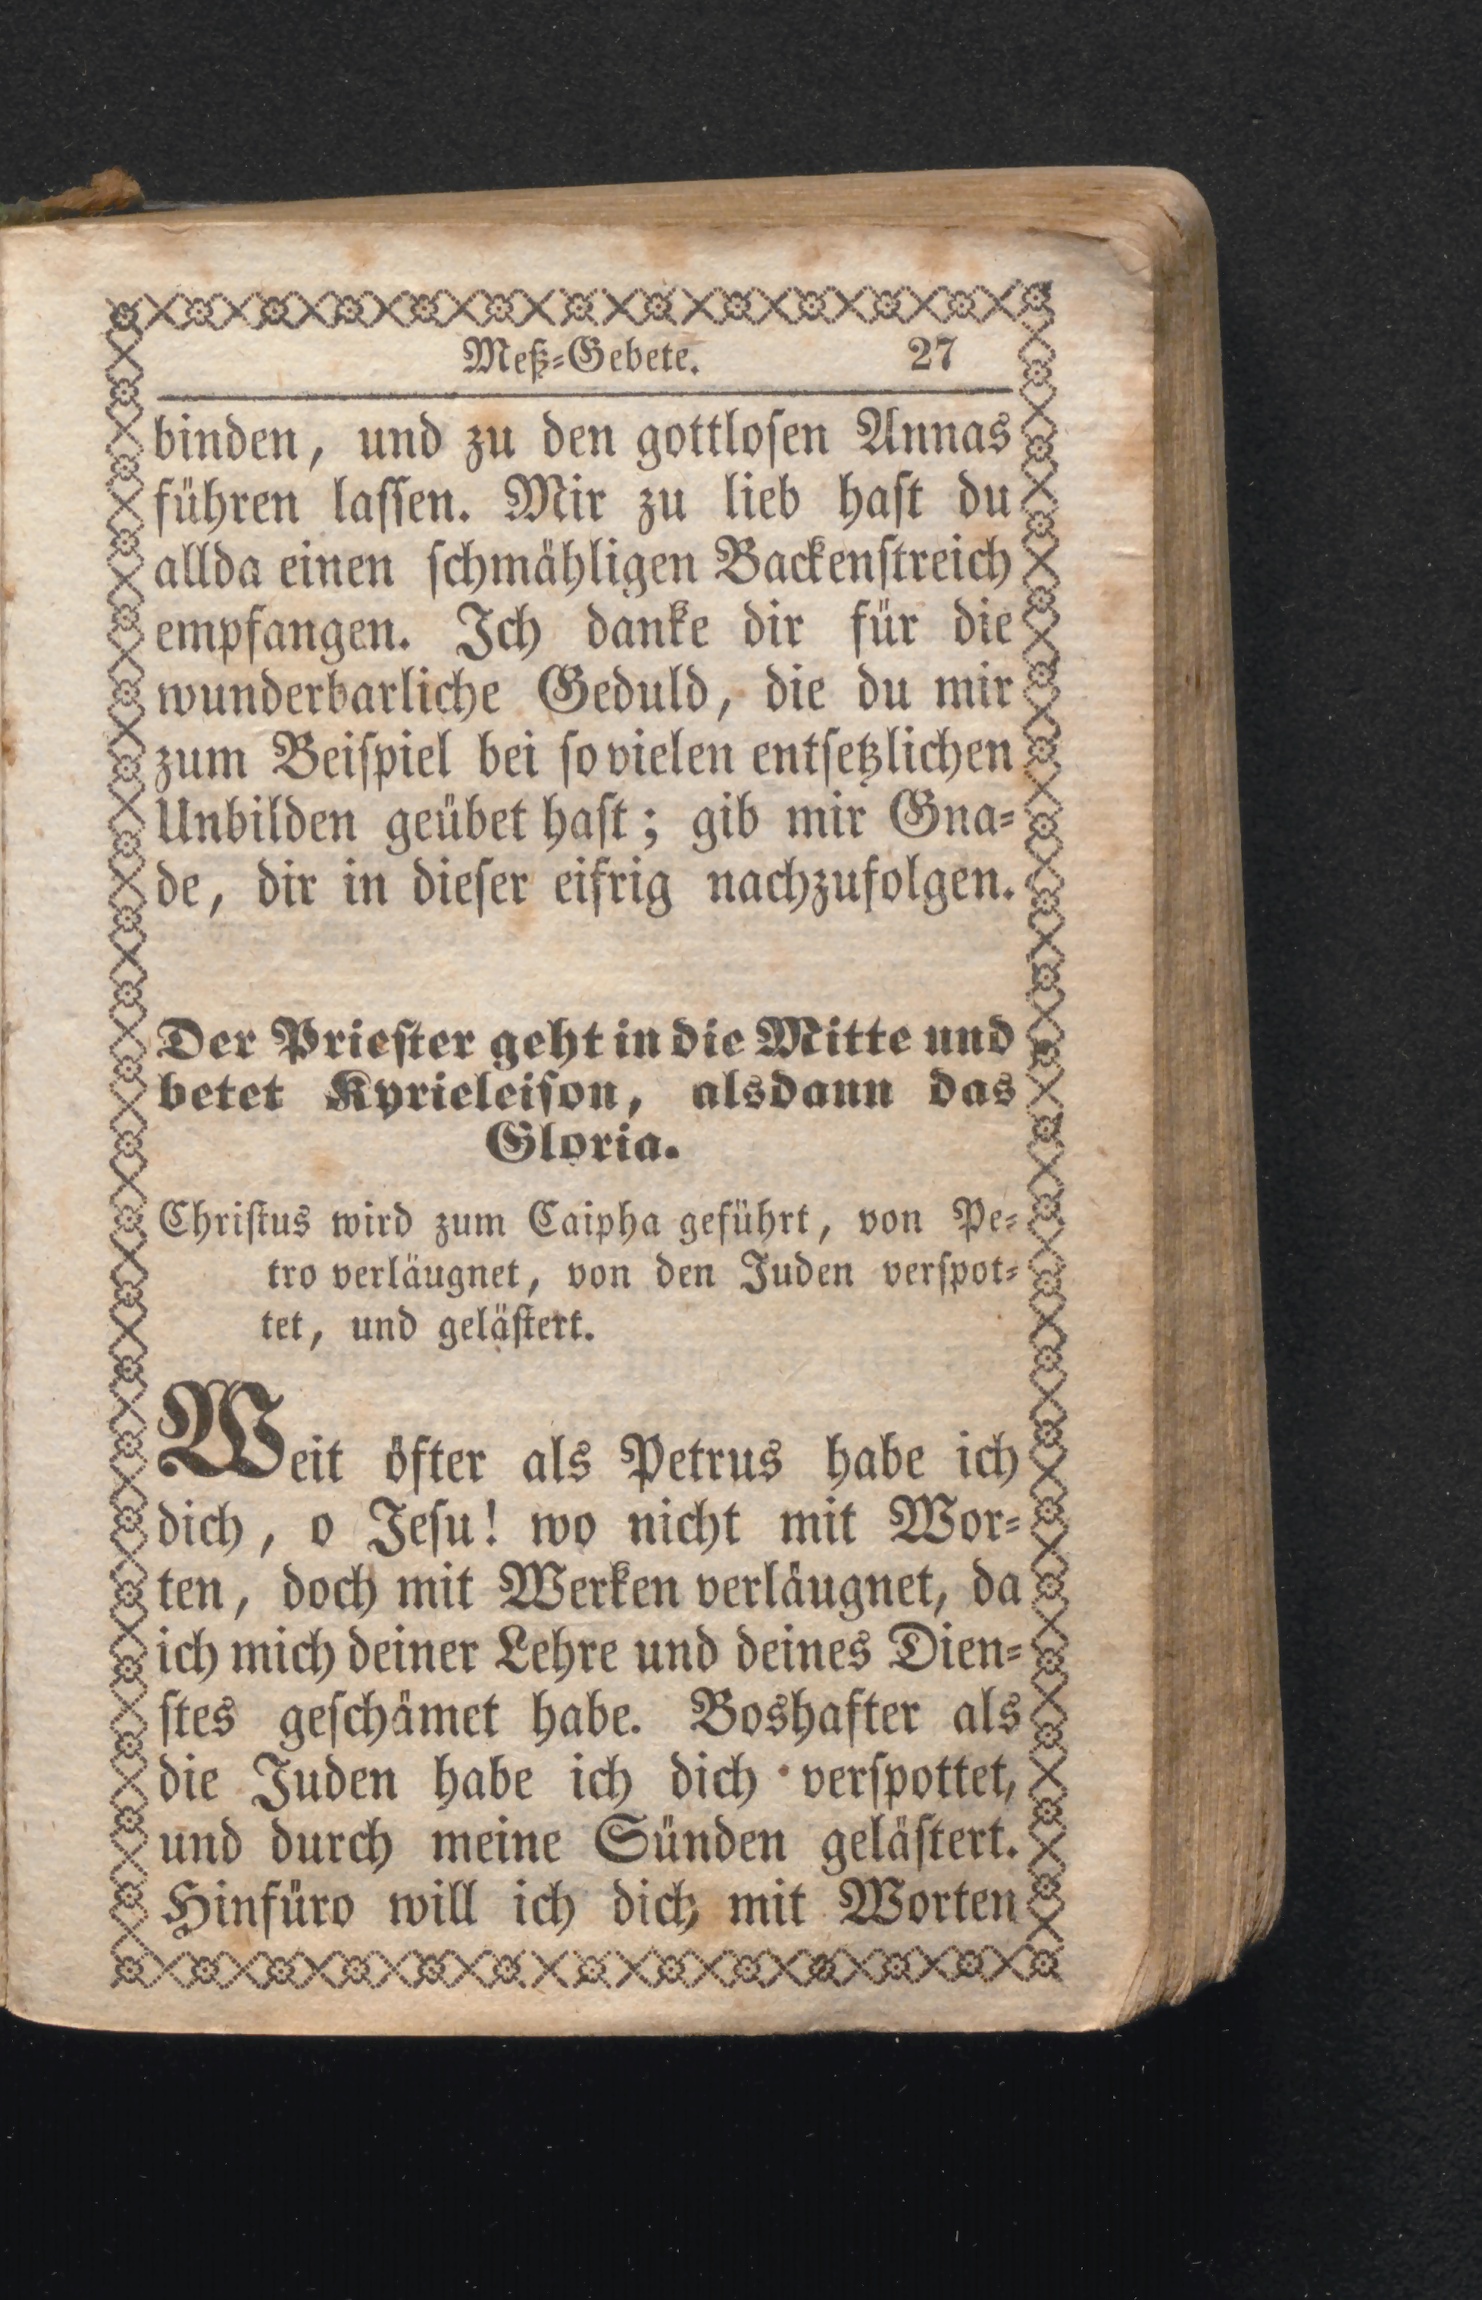 Meß-Gebete. 27
binden, und zu den gottlosen Annas
führen lassen. Mir zu lieb hast du
allda einen schmähligen Backenstreich
empfangen. Ich danke dir für die
wunderbarliche Geduld, die du mir
zum Beispiel bei so vielen entsetzlichen
Unbilden geübet hast; gib mir Gna-
de, dir in dieser eifrig nachzufolgen.
Der Priester geht in die Mitte und
betet Kyrieleison, alsdann das
Gloria.
Christus wird zum Caipha geführt, von Pe-
tro verläugnet, von den Juden verspot-
tet, und gelästert.
Weit öfter als Petrus habe ich
dich, o Jesu! wo nicht mit Wor-
ten, doch mit Werken verläugnet, da
ich mich deiner Lehre und deines Dien-
stes geschämet habe. Boshafter als
die Juden habe ich dich verspottet,
und durch meine Sünden gelästert.
Hinfüro will ich dich mit Worten